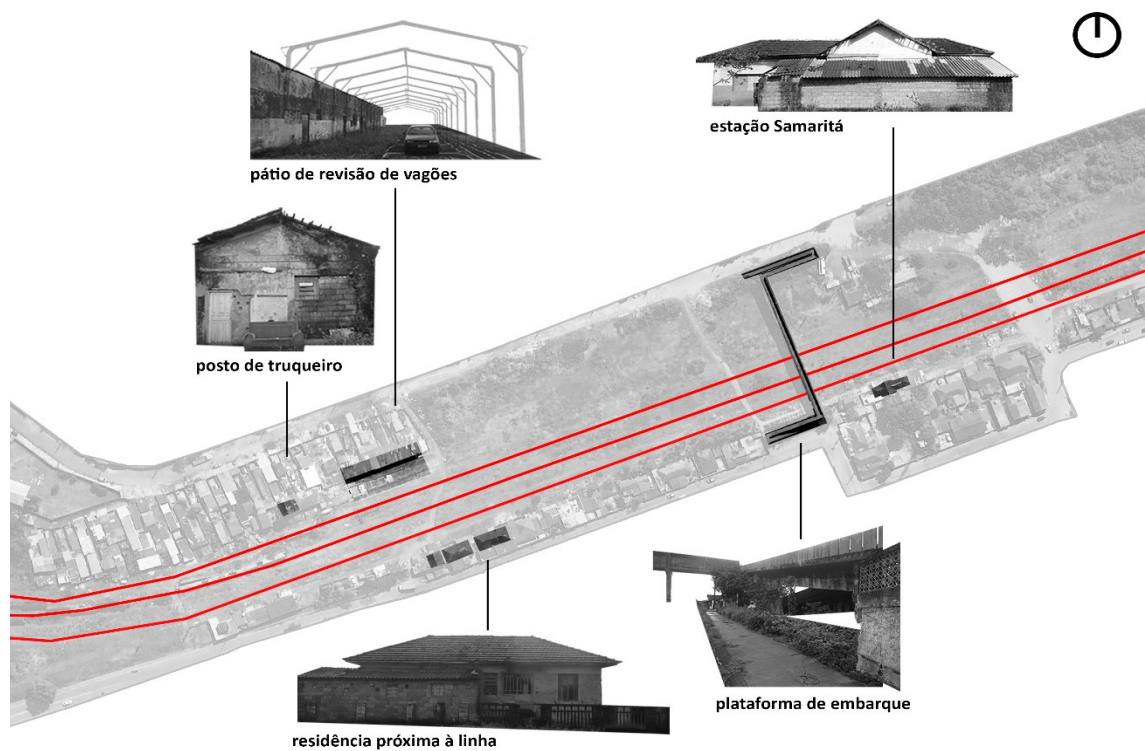 estação Samaritá
pátio de revisão de vagões
posto de truqueiro
plataforma de embarque
residência próxima à linha